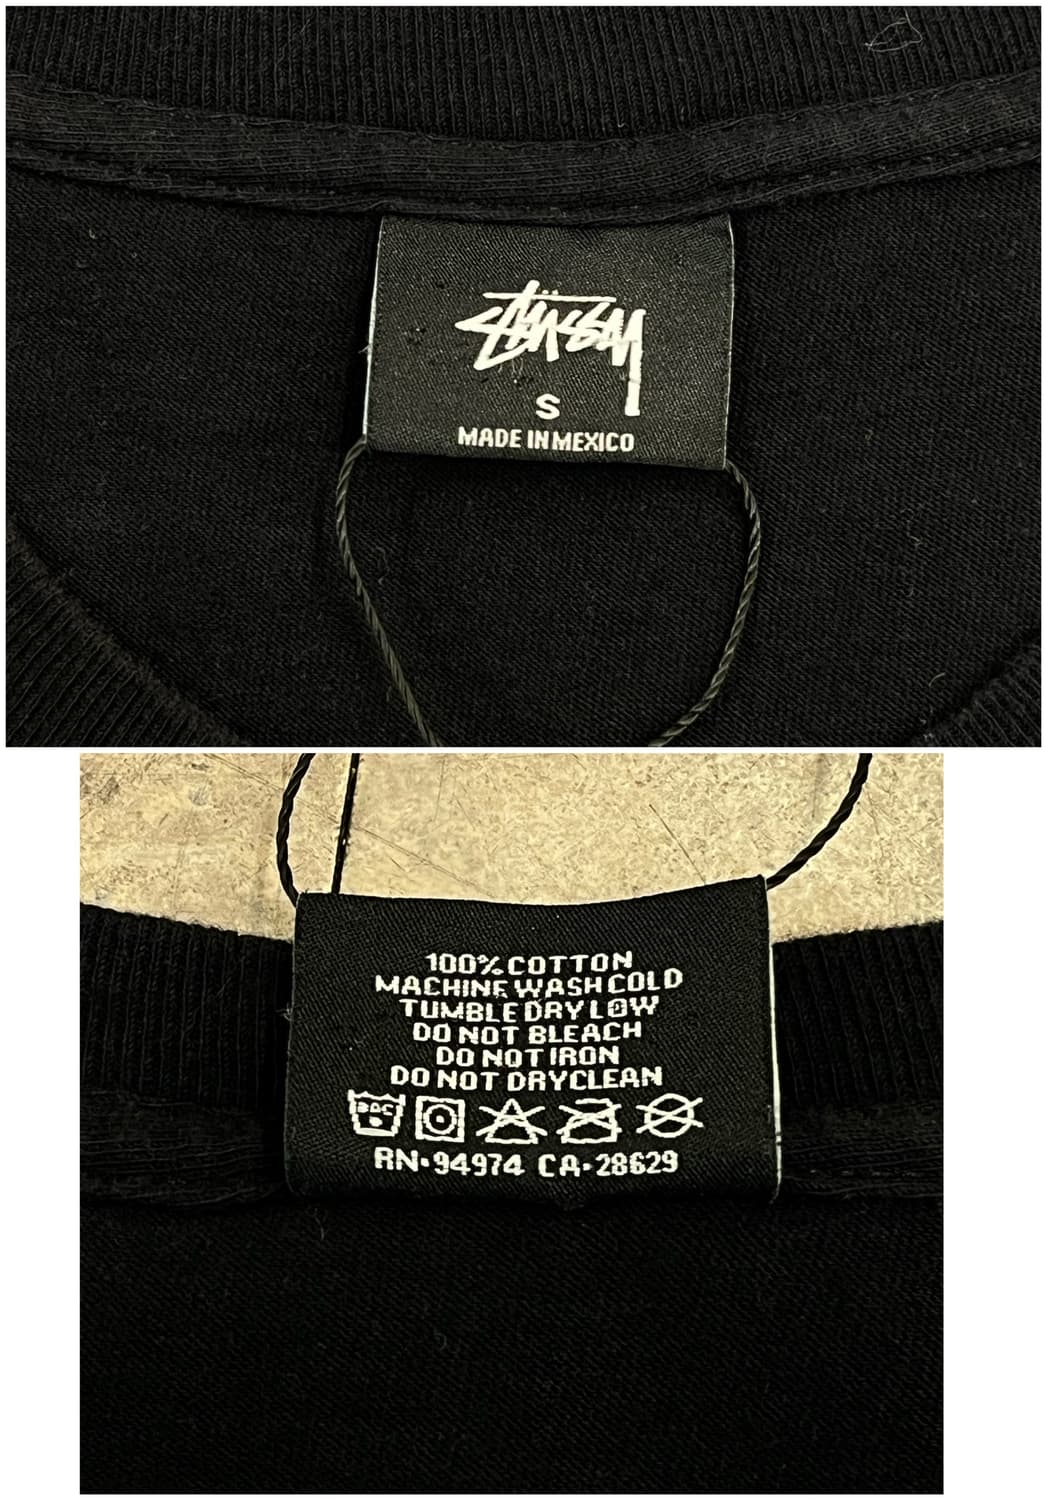 STÜSSY
S
MADE IN MEXICO
100% COTTON
MACHINE WASH COLD
TUMBLE DRY LOW
DO NOT BLEACH
DO NOT IRON
DO NOT DRYCLEAN
RN·94974 CA·28629